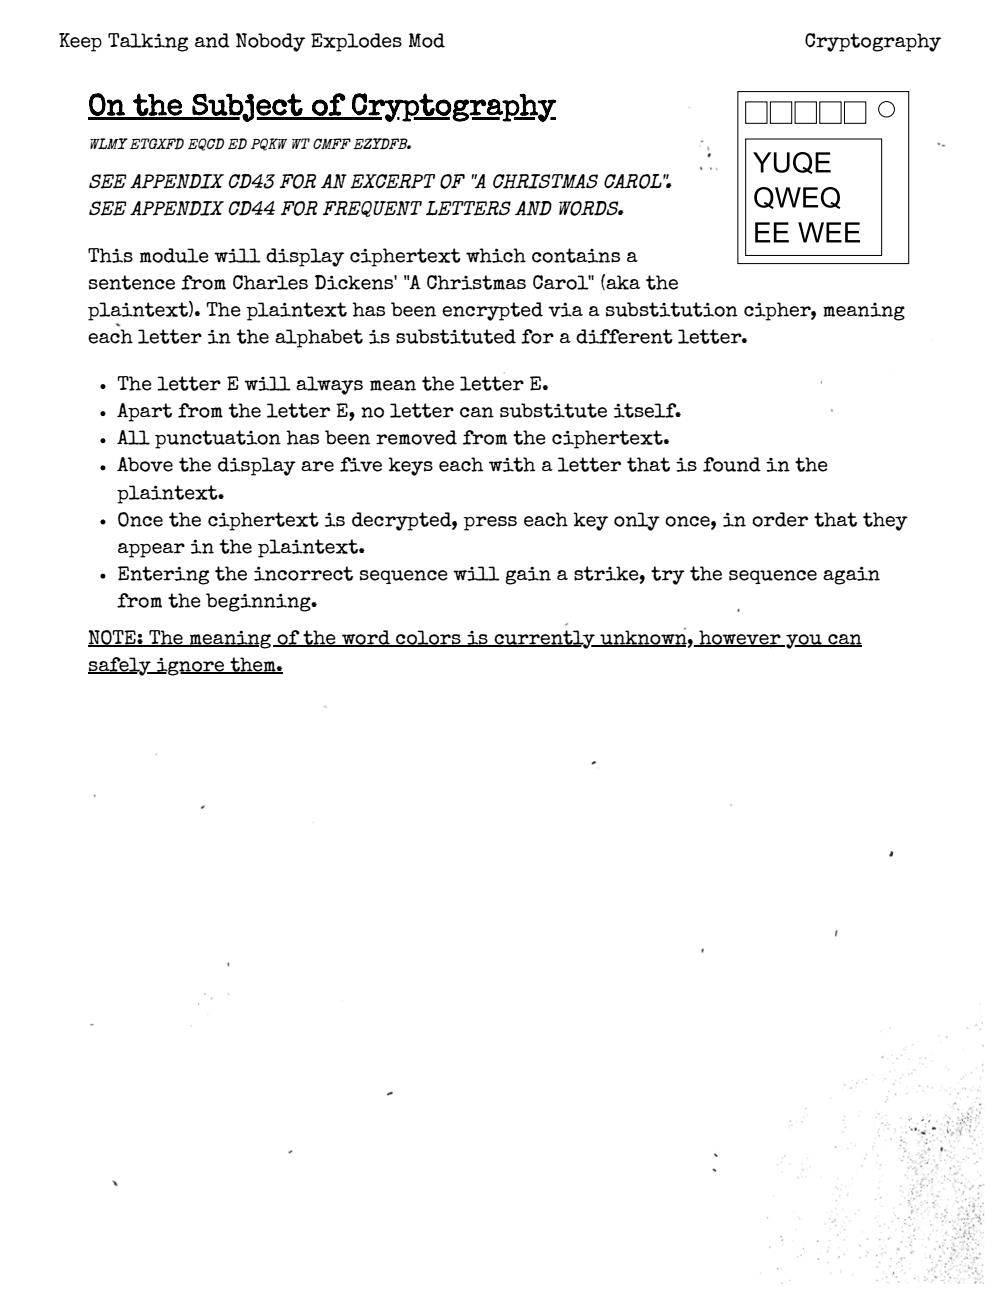 Keep Talking and Nobody Explodes Mod
Cryptography
On the Subject of Cryptography
WLMY ETGXFD EQCD ED PQKW WT CMFF EZYDFB.
SEE APPENDIX CD43 FOR AN EXCERPT OF "A CHRISTMAS CAROL".
SEE APPENDIX CD44 FOR FREQUENT LETTERS AND WORDS.
YUQE
QWEQ
EE WEE
This module will display ciphertext which contains a
sentence from Charles Dickens' "A Christmas Carol" (aka the
plaintext). The plaintext has been encrypted via a substitution cipher, meaning
each letter in the alphabet is substituted for a different letter.
• The letter E will always mean the letter E.
• Apart from the letter E, no letter can substitute itself.
• All punctuation has been removed from the ciphertext.
• Above the display are five keys each with a letter that is found in the
plaintext.
• Once the ciphertext is decrypted, press each key only once, in order that they
appear in the plaintext.
• Entering the incorrect sequence will gain a strike, try the sequence again
from the beginning.
NOTE: The meaning of the word colors is currently unknown, however you can
safely ignore them.